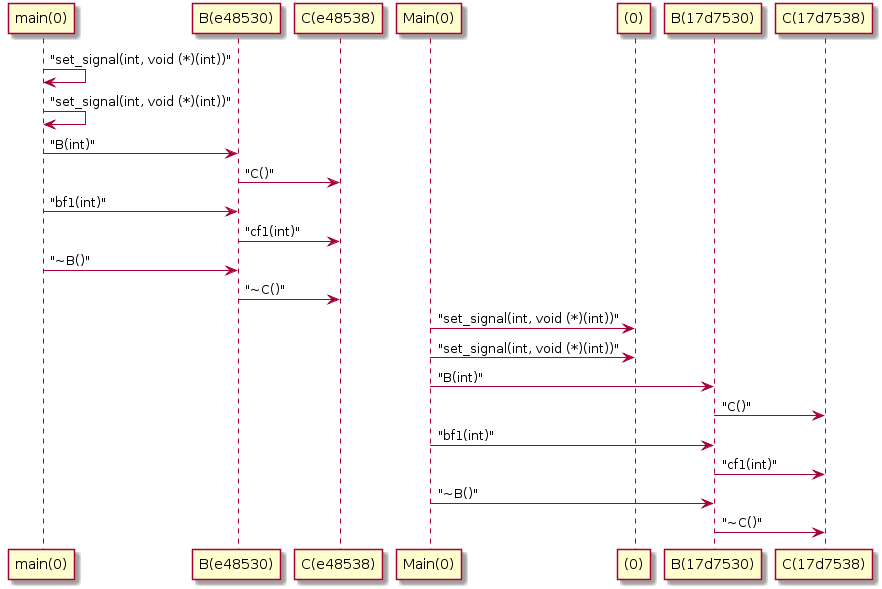 main(0) B(e48530) C(e48538) Main(0) (0) B(17d7530) C(17d7538)
"set_signal(int, void (*)(int))"
"set_signal(int, void (*)(int))"
"B(int)"
"C()"
"bf1(int)"
"cf1(int)"
"~B()"
"~C()"
"set_signal(int, void (*)(int))"
"set_signal(int, void (*)(int))"
"B(int)"
"C()"
"bf1(int)"
"cf1(int)"
"~B()"
"~C()"
main(0) B(e48530) C(e48538) Main(0) (0) B(17d7530) C(17d7538)